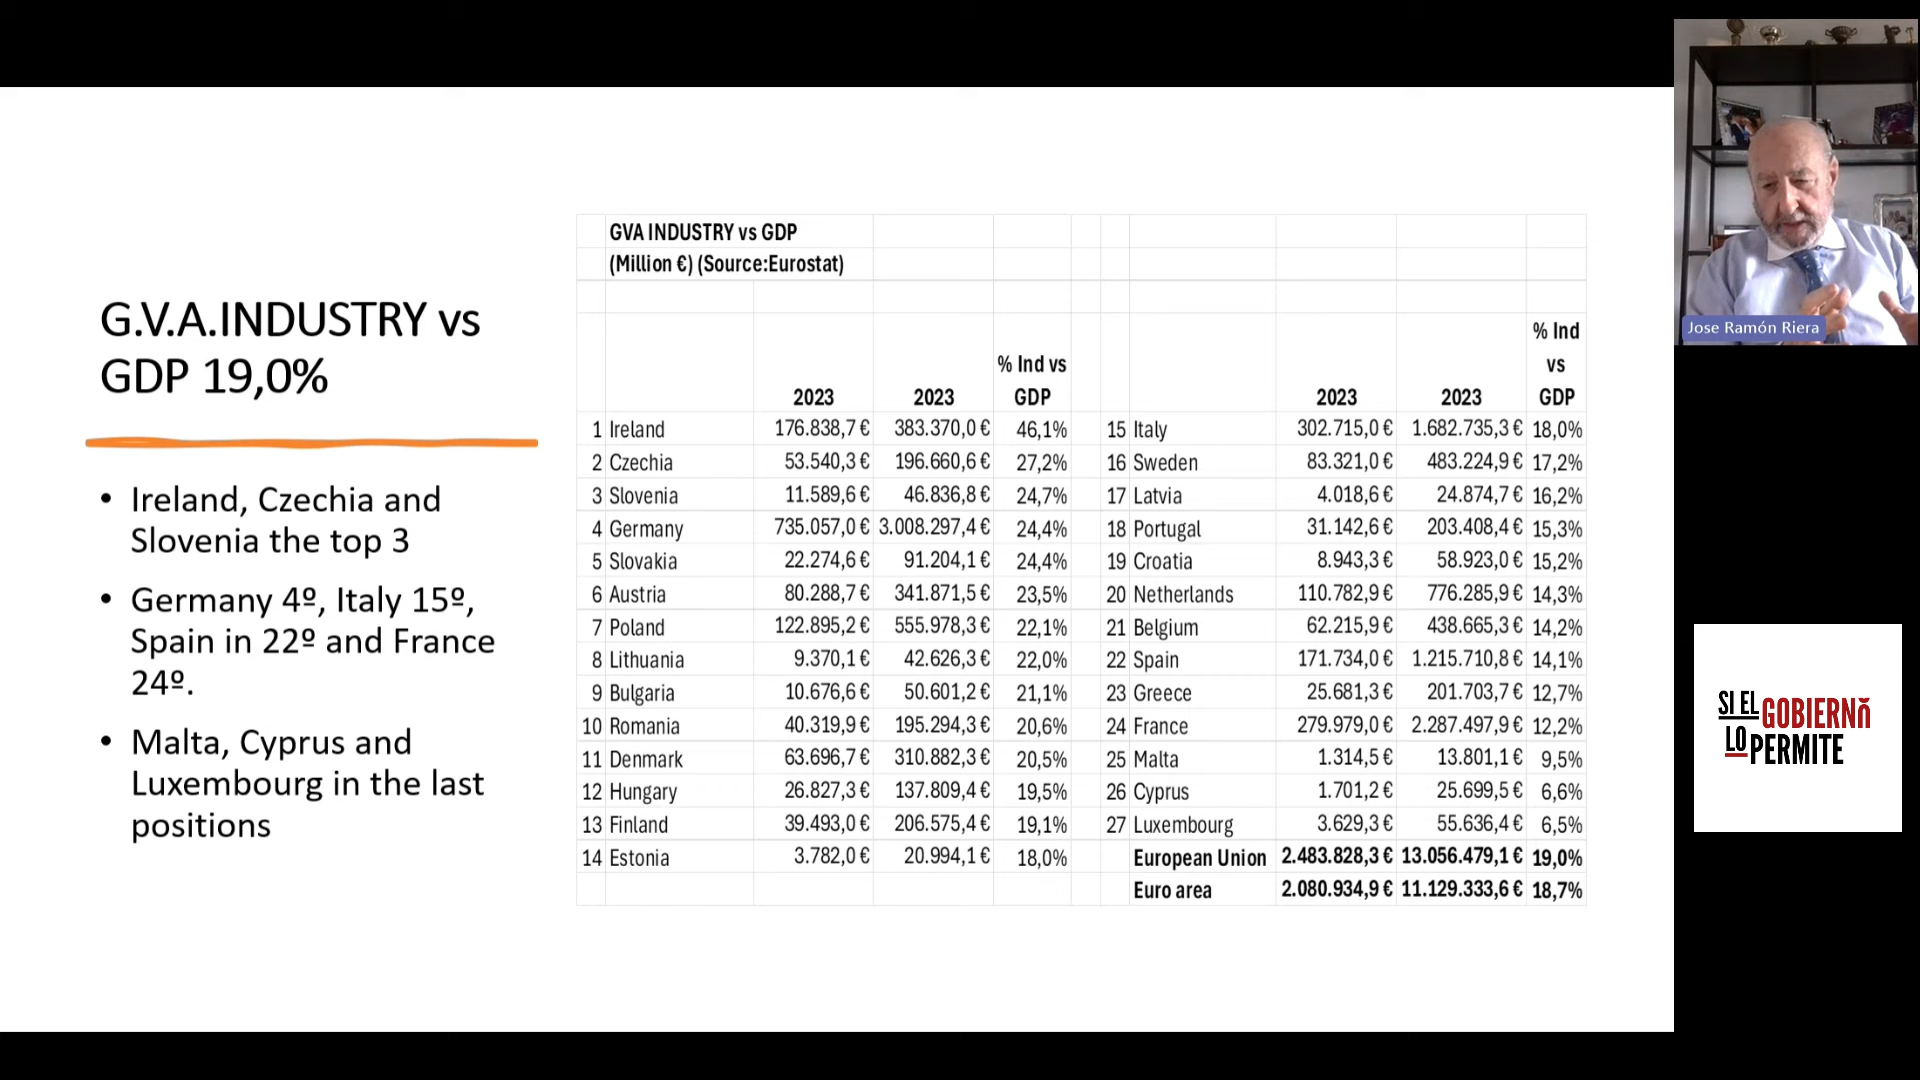 G.V.A.INDUSTRY vs
GDP 19,0%
• Ireland, Czechia and
Slovenia the top 3
• Germany 4º, Italy 15º,
Spain in 22º and France
24º.
• Malta, Cyprus and
Luxembourg in the last
positions
GVA INDUSTRY vs GDP
(Million €) (Source:Eurostat)
2023 2023 % Ind vs GDP 2023 2023 % Ind vs GDP
1 Ireland 176.838,7 € 383.370,0 € 46,1% 15 Italy 302.715,0 € 1.682.735,3 € 18,0%
2 Czechia 53.540,3 € 196.660,6 € 27,2% 16 Sweden 83.321,0 € 483.224,9 € 17,2%
3 Slovenia 11.589,6 € 46.836,8 € 24,7% 17 Latvia 4.018,6 € 24.874,7 € 16,2%
4 Germany 735.057,0 € 3.008.297,4 € 24,4% 18 Portugal 31.142,6 € 203.408,4 € 15,3%
5 Slovakia 22.274,6 € 91.204,1 € 24,4% 19 Croatia 8.943,3 € 58.923,0 € 15,2%
6 Austria 80.288,7 € 341.871,5 € 23,5% 20 Netherlands 110.782,9 € 776.285,9 € 14,3%
7 Poland 122.895,2 € 555.978,3 € 22,1% 21 Belgium 62.215,9 € 438.665,3 € 14,2%
8 Lithuania 9.370,1 € 42.626,3 € 22,0% 22 Spain 171.734,0 € 1.215.710,8 € 14,1%
9 Bulgaria 10.676,6 € 50.601,2 € 21,1% 23 Greece 25.681,3 € 201.703,7 € 12,7%
10 Romania 40.319,9 € 195.294,3 € 20,6% 24 France 279.979,0 € 2.287.497,9 € 12,2%
11 Denmark 63.696,7 € 310.882,3 € 20,5% 25 Malta 1.314,5 € 13.801,1 € 9,5%
12 Hungary 26.827,3 € 137.809,4 € 19,5% 26 Cyprus 1.701,2 € 25.699,5 € 6,6%
13 Finland 39.493,0 € 206.575,4 € 19,1% 27 Luxembourg 3.629,3 € 55.636,4 € 6,5%
14 Estonia 3.782,0 € 20.994,1 € 18,0% European Union 2.483.828,3 € 13.056.479,1 € 19,0%
Euro area 2.080.934,9 € 11.129.333,6 € 18,7%
Jose Ramón Riera
SI EL GOBIERNO
LO PERMITE